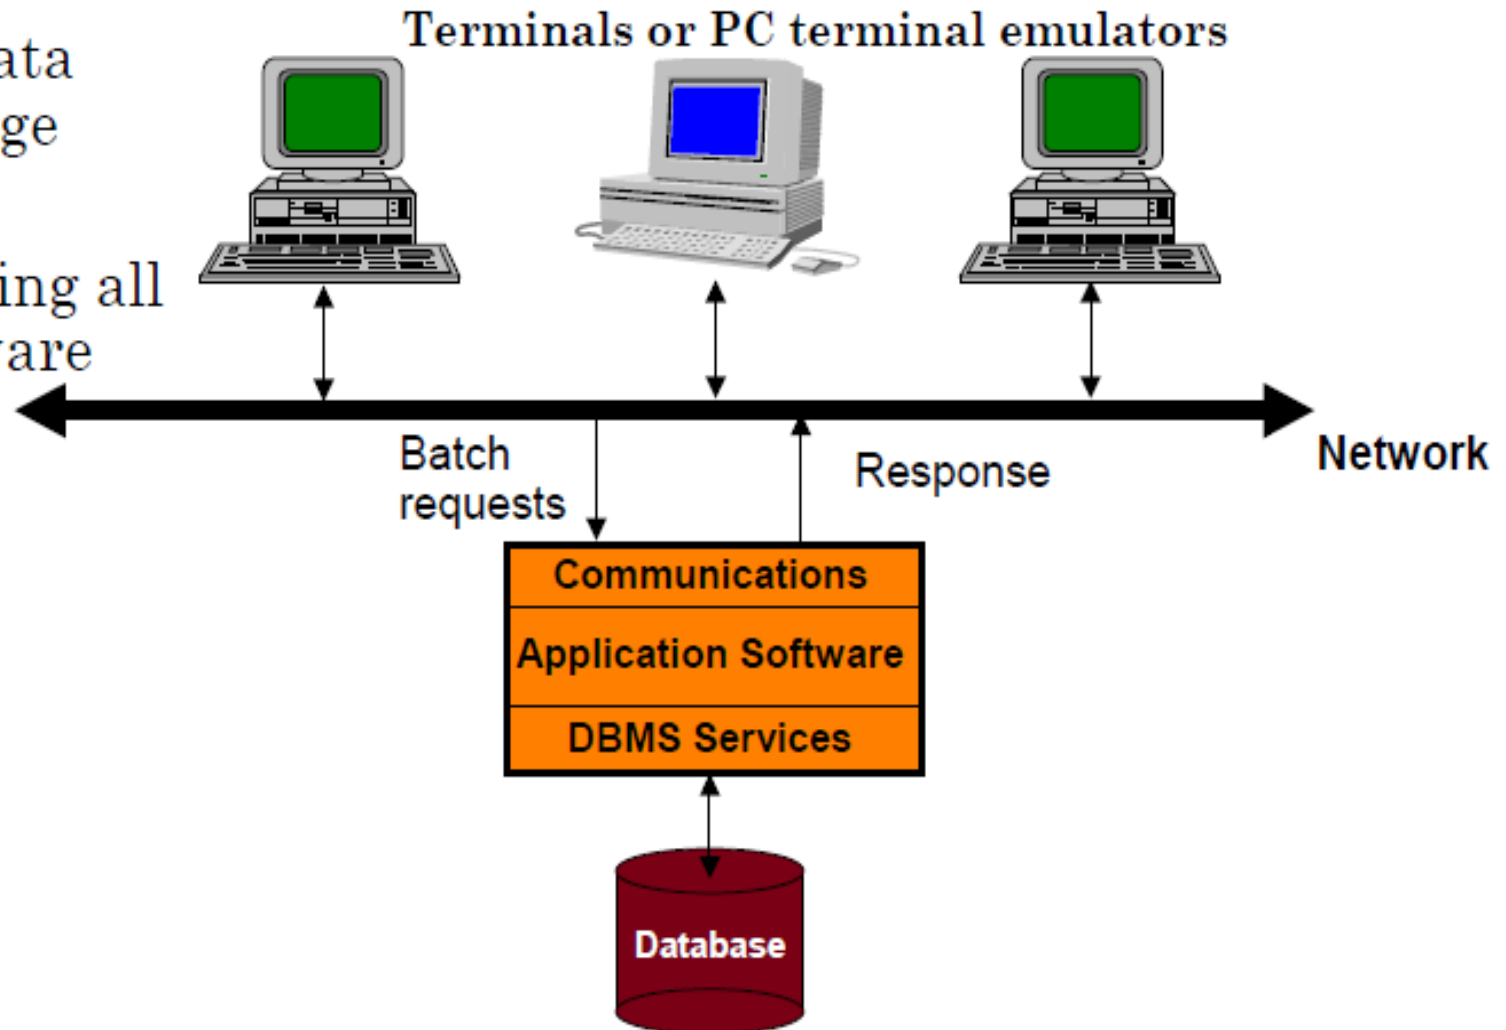 Terminals or PC terminal emulators
ata
ge
ing all
are
Network
Batch
requests
Response
Communications
Application Software
DBMS Services
Database